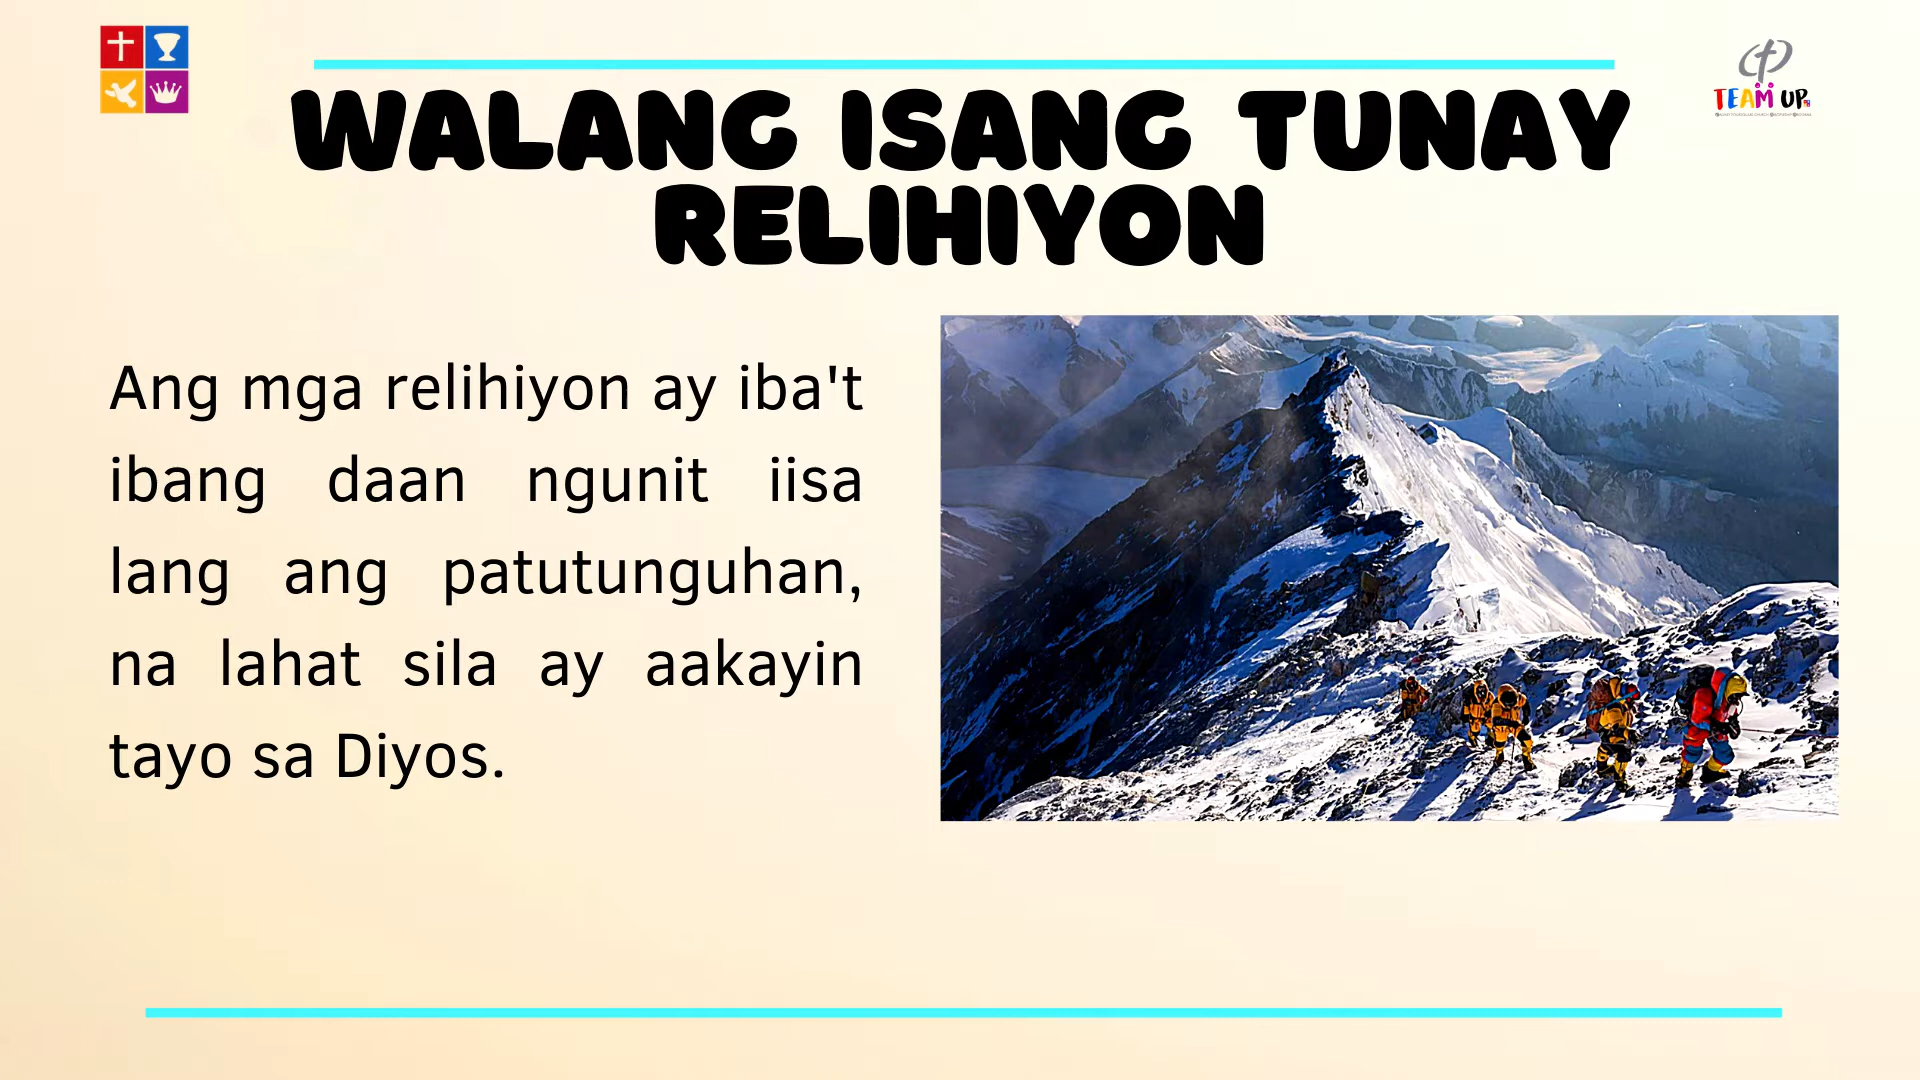 TEAM UP
WALANG ISANG TUNAY
RELIHIYON
Ang mga relihiyon ay iba't
ibang daan ngunit iisa
lang ang patutunguhan,
na lahat sila ay aakayin
tayo sa Diyos.